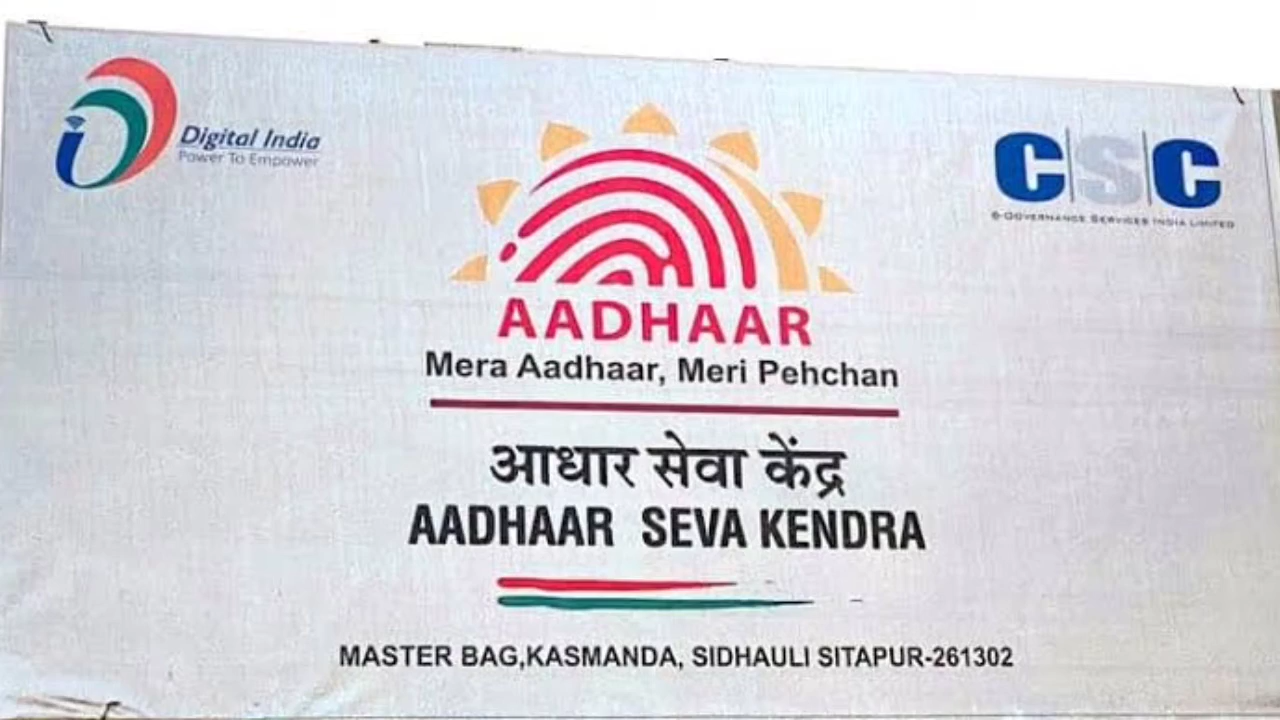 Digital India
Power To Empower
CSC
e-Governance Services India Limited
AADHAAR
Mera Aadhaar, Meri Pehchan
आधार सेवा केंद्र
AADHAAR SEVA KENDRA
MASTER BAG,KASMANDA, SIDHAULI SITAPUR-261302